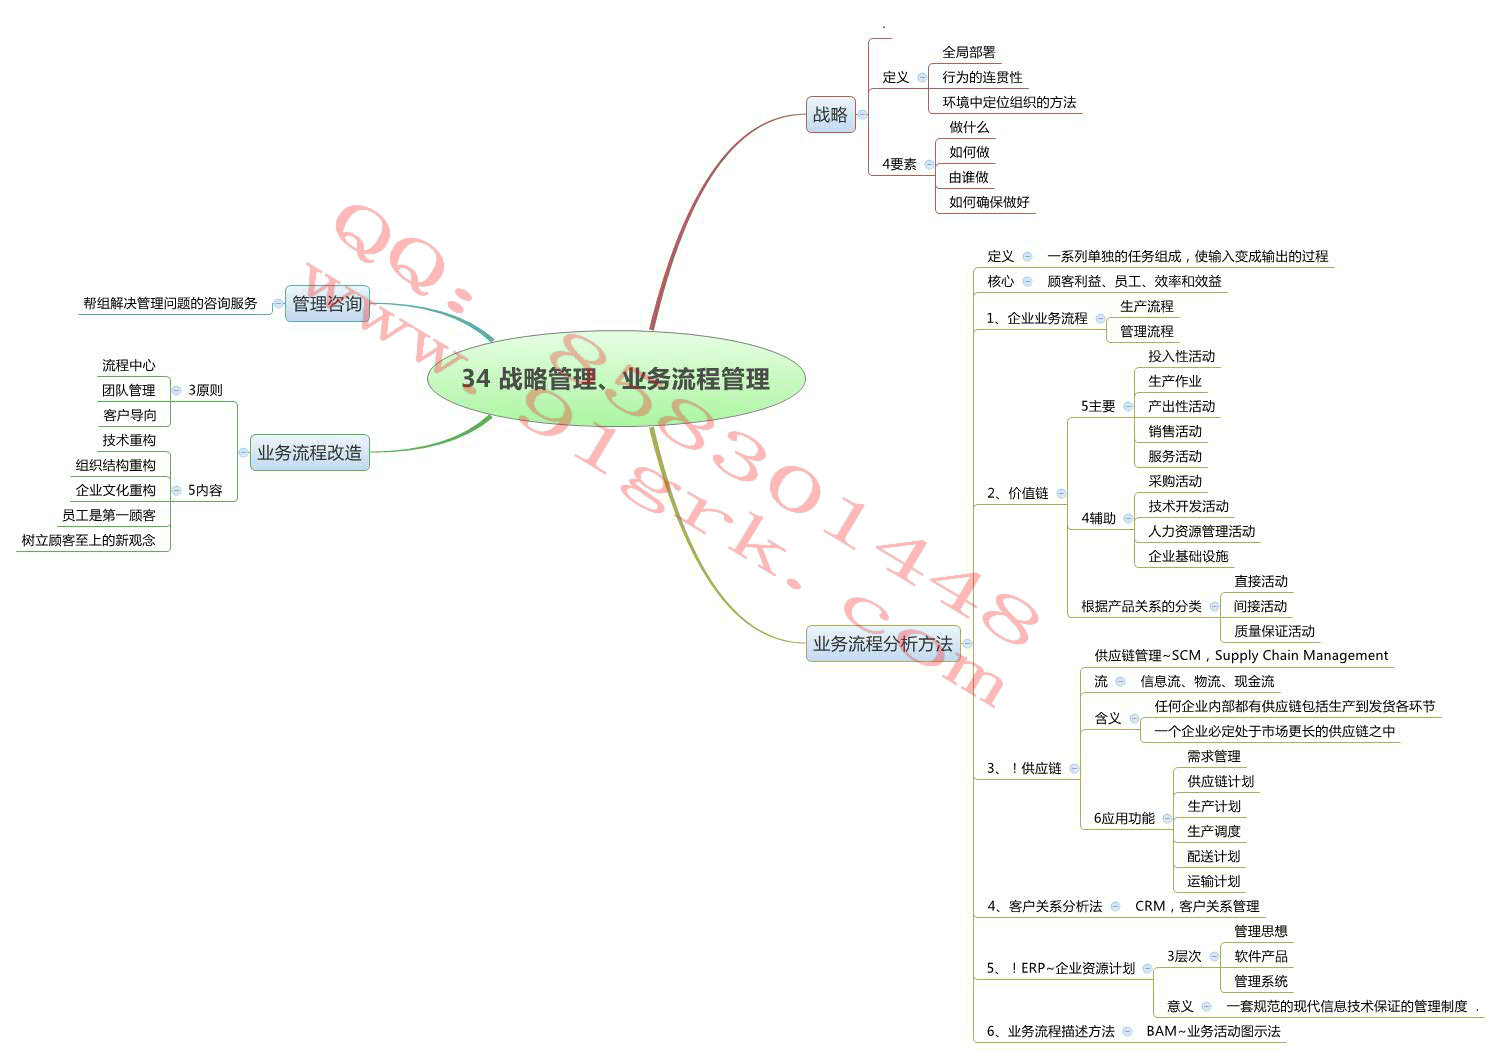 34 战略管理、业务流程管理
战略
.
定义
全局部署
行为的连贯性
环境中定位组织的方法
4要素
做什么
如何做
由谁做
如何确保做好
业务流程分析方法
定义
一系列单独的任务组成，使输入变成输出的过程
核心
顾客利益、员工、效率和效益
1、企业业务流程
生产流程
管理流程
2、价值链
5主要
投入性活动
生产作业
产出性活动
销售活动
服务活动
4辅助
采购活动
技术开发活动
人力资源管理活动
企业基础设施
根据产品关系的分类
直接活动
间接活动
质量保证活动
3、！供应链
供应链管理~SCM，Supply Chain Management
流
信息流、物流、现金流
含义
任何企业内部都有供应链包括生产到发货各环节
一个企业必定处于市场更长的供应链之中
6应用功能
需求管理
供应链计划
生产计划
生产调度
配送计划
运输计划
4、客户关系分析法
CRM，客户关系管理
5、！ERP~企业资源计划
3层次
管理思想
软件产品
管理系统
意义
一套规范的现代信息技术保证的管理制度 .
6、业务流程描述方法
BAM~业务活动图示法
管理咨询
帮组解决管理问题的咨询服务
业务流程改造
3原则
流程中心
团队管理
客户导向
5内容
技术重构
组织结构重构
企业文化重构
员工是第一顾客
树立顾客至上的新观念
QQ: 858301448
www.91grk.com